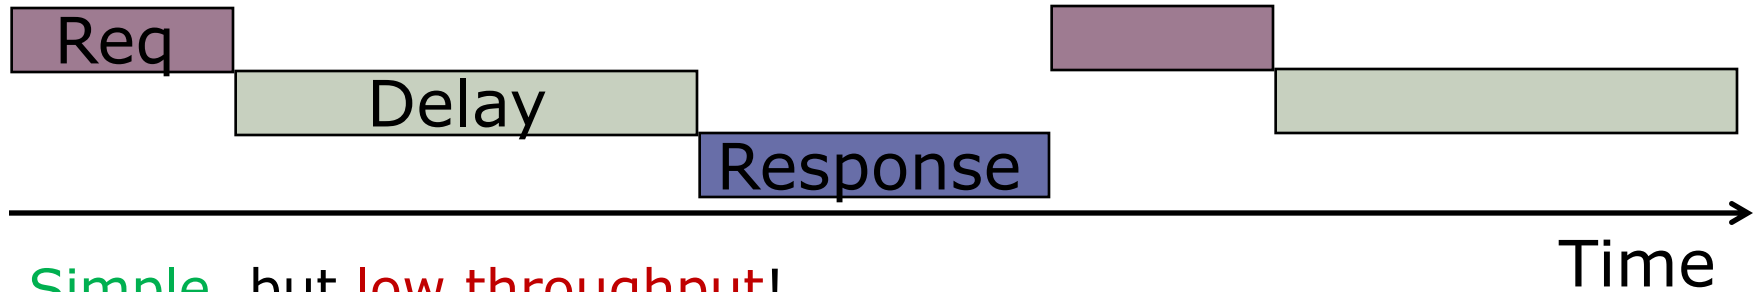 Req
Delay
Response
Time
Simple, but low throughput!